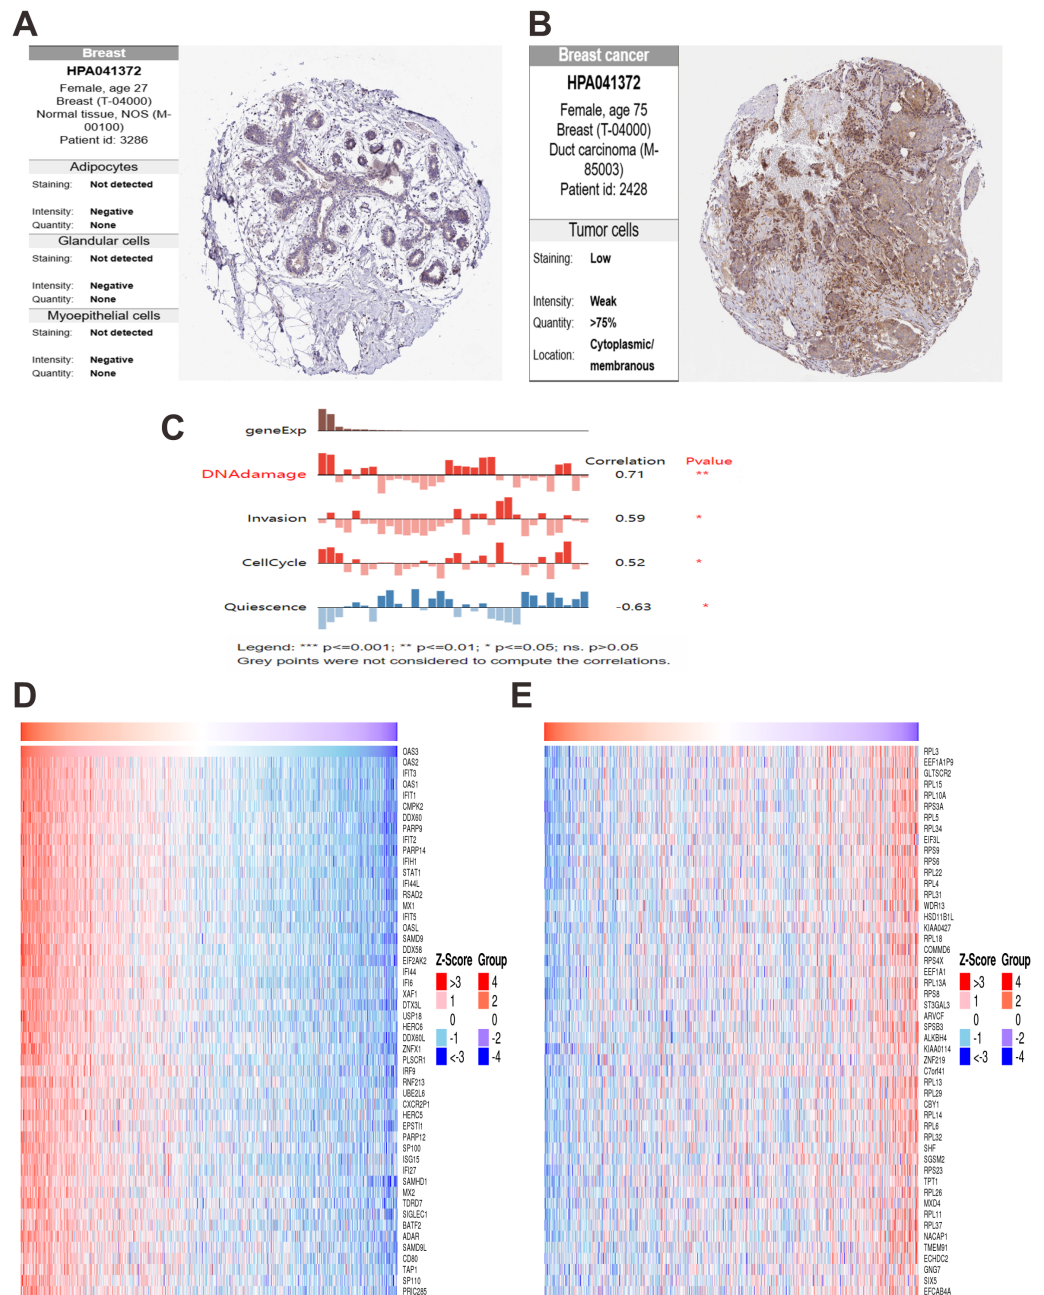 A
Breast
HPA041372
Female, age 27
Breast (T-04000)
Normal tissue, NOS (M-
00100)
Patient id: 3286
Adipocytes
Staining: Not detected
Intensity: Negative
Quantity: None
Glandular cells
Staining: Not detected
Intensity: Negative
Quantity: None
Myoepithelial cells
Staining: Not detected
Intensity: Negative
Quantity: None
B
Breast cancer
HPA041372
Female, age 75
Breast (T-04000)
Duct carcinoma (M-
85003)
Patient id: 2428
Tumor cells
Staining: Low
Intensity: Weak
Quantity: >75%
Location: Cytoplasmic/
membranous
C
geneExp
Correlation Pvalue
DNAdamage 0.71 **
Invasion 0.59 *
CellCycle 0.52 *
Quiescence -0.63 *
Legend: *** p<=0.001; ** p<=0.01; * p<=0.05; ns. p>0.05
Grey points were not considered to compute the correlations.
D
OAS3
OAS2
IFIT3
OAS1
IFIT1
CMPK2
DDX60
PARP9
IFIT2
PARP14
IFIH1
STAT1
IFI44L
RSAD2
MX1
IFIT5
OASL
SAMD9
DDX58
EIF2AK2
IFI44
IFI6
XAF1
DTX3L
USP18
HERC6
DDX60L
ZNFX1
PLSCR1
IRF9
RNF213
UBE2L6
CXCR2P1
HERC5
EPSTI1
PARP12
SP100
ISG15
IFI27
SAMHD1
MX2
TDRD7
SIGLEC1
BATF2
ADAR
SAMD9L
CD80
TAP1
SP110
PRIC285
Z-Score Group
>3 4
1 2
0 0
-1 -2
<-3 -4
E
RPL3
EEF1A1P9
GLTSCR2
RPL15
RPL10A
RPS3A
RPL5
RPL34
EIF3L
RPS9
RPS6
RPL22
RPL4
RPL31
WDR13
HSD11B1L
KIAA0427
RPL18
COMMD6
RPS4X
EEF1A1
RPL13A
RPS8
ST3GAL3
ARVCF
SPSB3
ALKBH4
KIAA0114
ZNF219
C7orf41
RPL13
RPL29
CBY1
RPL14
RPL6
RPL32
SHF
SGSM2
RPS23
TPT1
RPL26
MXD4
RPL11
RPL37
NACAP1
TMEM91
ECHDC2
GNG7
SIX5
EFCAB4A
Z-Score Group
>3 4
1 2
0 0
-1 -2
<-3 -4